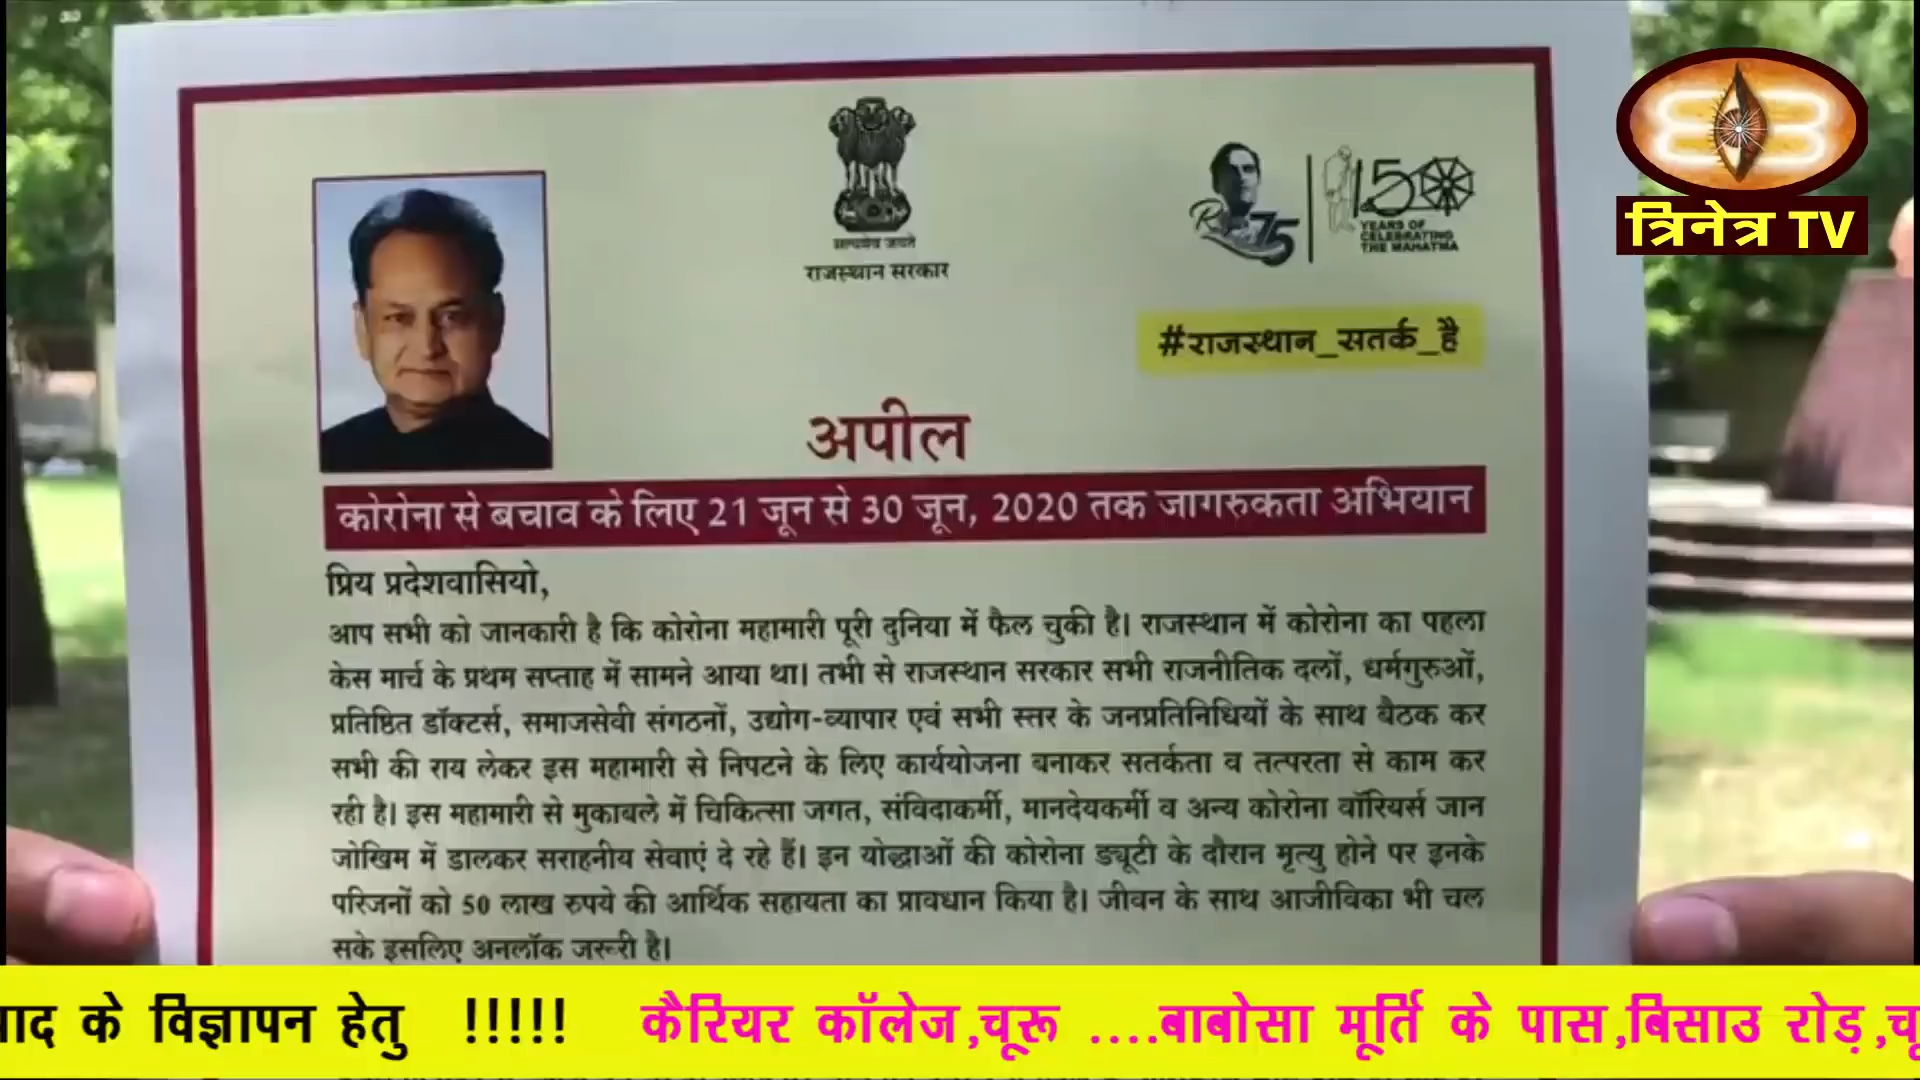 त्रिनेत्र TV
सत्यमेव जयते
राजस्थान सरकार
75
150
YEARS OF
CELEBRATING
THE MAHATMA
#राजस्थान_सतर्क_है
अपील
कोरोना से बचाव के लिए 21 जून से 30 जून, 2020 तक जागरुकता अभियान
प्रिय प्रदेशवासियो,
आप सभी को जानकारी है कि कोरोना महामारी पूरी दुनिया में फैल चुकी है। राजस्थान में कोरोना का पहला
केस मार्च के प्रथम सप्ताह में सामने आया था। तभी से राजस्थान सरकार सभी राजनीतिक दलों, धर्मगुरुओं,
प्रतिष्ठित डॉक्टर्स, समाजसेवी संगठनों, उद्योग-व्यापार एवं सभी स्तर के जनप्रतिनिधियों के साथ बैठक कर
सभी की राय लेकर इस महामारी से निपटने के लिए कार्ययोजना बनाकर सतर्कता व तत्परता से काम कर
रही है। इस महामारी से मुकाबले में चिकित्सा जगत, संविदाकर्मी, मानदेयकर्मी व अन्य कोरोना वॉरियर्स जान
जोखिम में डालकर सराहनीय सेवाएं दे रहे हैं। इन योद्धाओं की कोरोना ड्यूटी के दौरान मृत्यु होने पर इनके
परिजनों को 50 लाख रुपये की आर्थिक सहायता का प्रावधान किया है। जीवन के साथ आजीविका भी चल
सके इसलिए अनलॉक जरूरी है।
के विज्ञापन हेतु !!!!! कैरियर कॉलेज,चूरू ....बाबोसा मूर्ति के पास,बिसाउ रोड़,